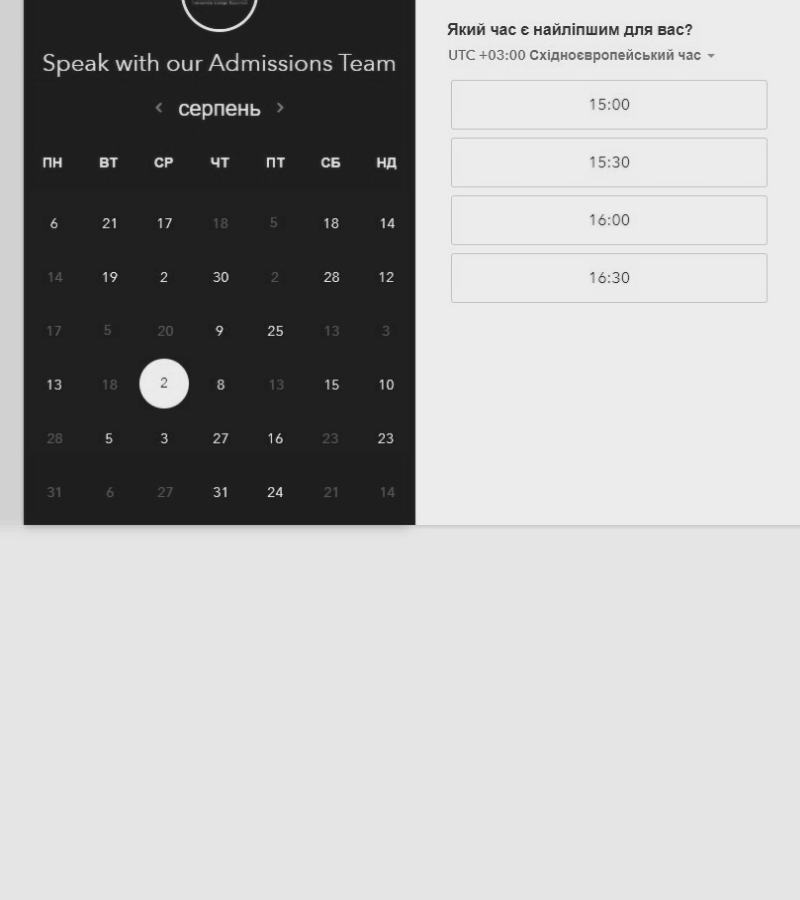 Speak with our Admissions Team
серпень
ПН ВТ СР ЧТ ПТ СБ НД
6 21 17 18 5 18 14
14 19 2 30 2 28 12
17 5 20 9 25 13 3
13 18 2 8 13 15 10
28 5 3 27 16 23 23
31 6 27 31 24 21 14
Який час є найліпшим для вас?
UTC +03:00 Східноєвропейський час
15:00
15:30
16:00
16:30